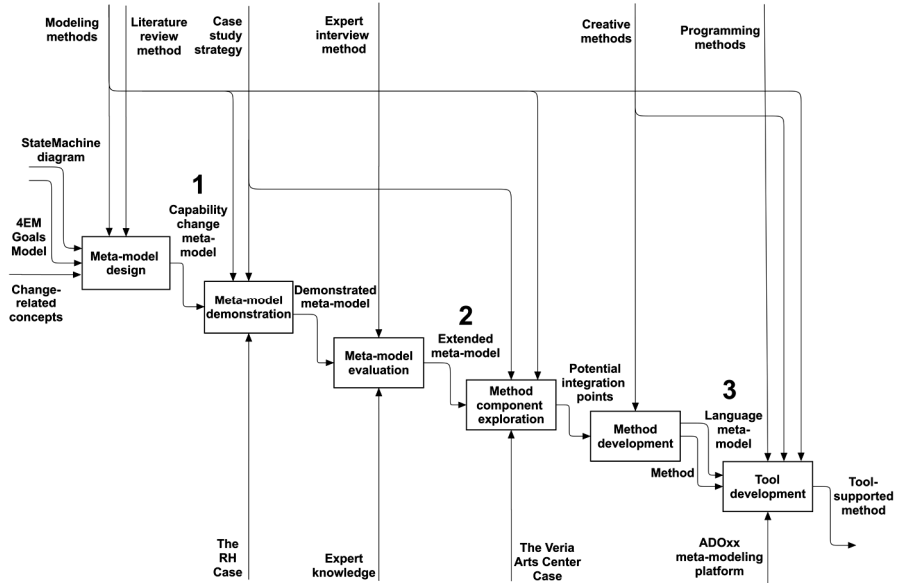 Modeling
methods
Literature
review
method
Case
study
strategy
Expert
interview
method
Creative
methods
Programming
methods
StateMachine
diagram
4EM
Goals
Model
Change-
related
concepts
Meta-model
design
1
Capability
change
meta-
model
Meta-model
demonstration
Demonstrated
meta-model
Meta-model
evaluation
2
Extended
meta-model
Method
component
exploration
Potential
integration
points
Method
development
3
Language
meta-
model
Method
Tool
development
Tool-
supported
method
The
RH
Case
Expert
knowledge
The Veria
Arts Center
Case
ADOxx
meta-modeling
platform